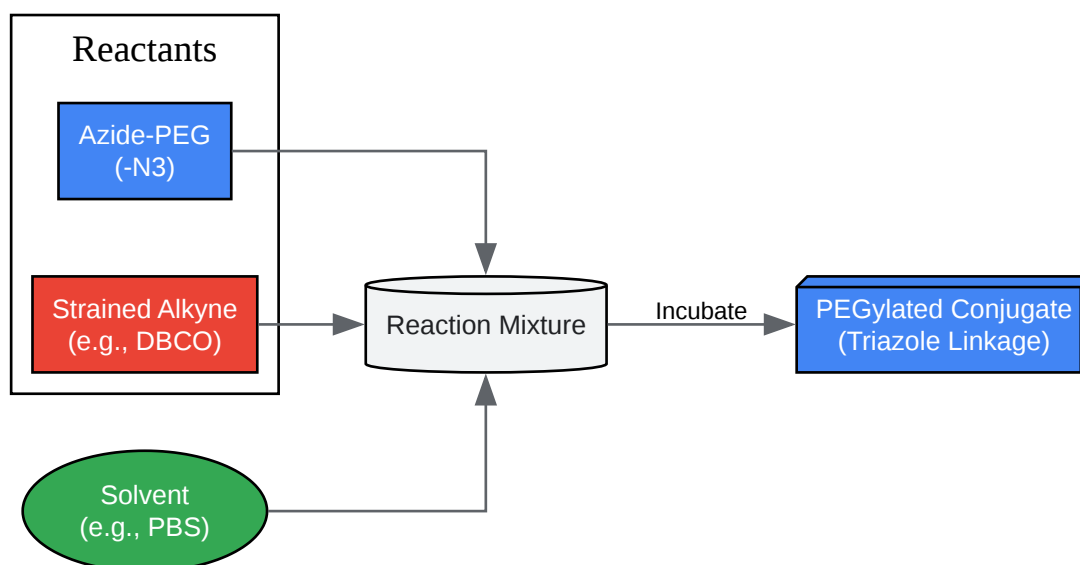 Reactants
Azide-PEG
(-N3)
Strained Alkyne
(e.g., DBCO)
Reaction Mixture
Incubate
PEGylated Conjugate
(Triazole Linkage)
Solvent
(e.g., PBS)